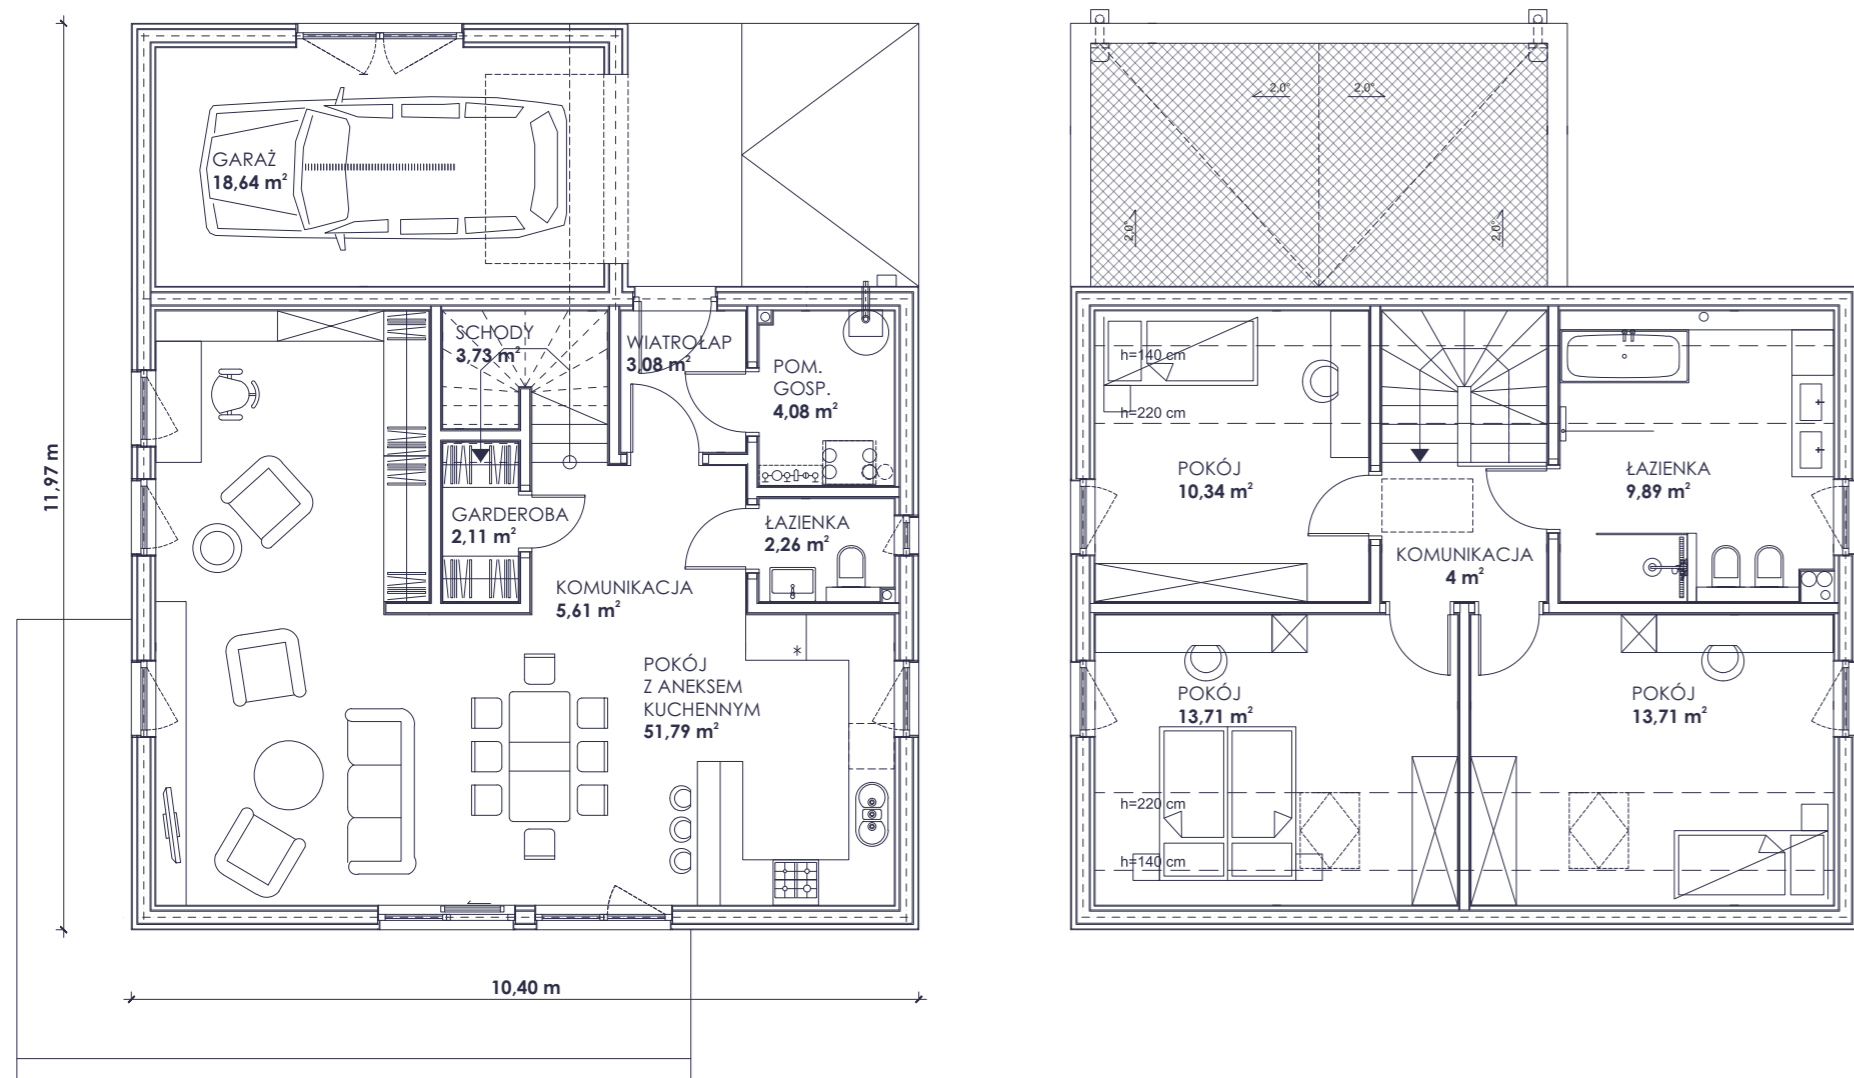 GARAŻ
18,64 m²
SCHODY
3,73 m²
WIATROŁAP
3,08 m²
POM.
GOSP.
4,08 m²
GARDEROBA
2,11 m²
ŁAZIENKA
2,26 m²
KOMUNIKACJA
5,61 m²
POKÓJ
Z ANEKSEM
KUCHENNYM
51,79 m²
11,97 m
10,40 m
2,0°
2,0°
2,0°
2,0°
h=140 cm
h=220 cm
POKÓJ
10,34 m²
ŁAZIENKA
9,89 m²
KOMUNIKACJA
4 m²
POKÓJ
13,71 m²
POKÓJ
13,71 m²
h=220 cm
h=140 cm